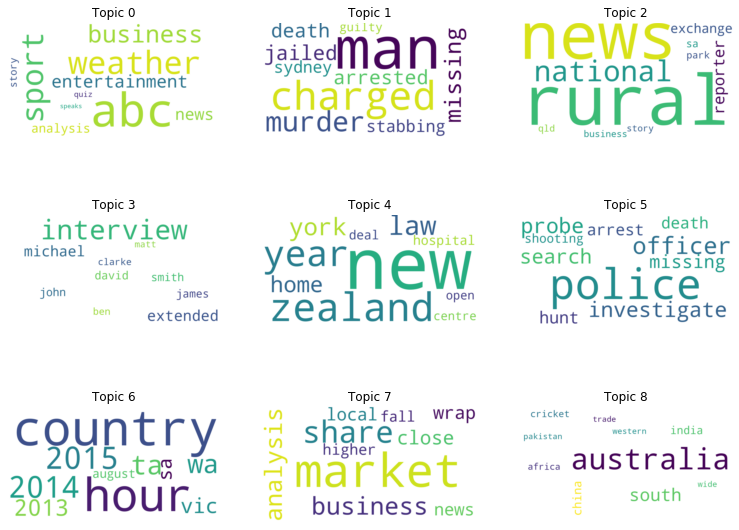 Topic 0
business
weather
sport
story
entertainment
quiz
abc
speaks
news
analysis
Topic 1
guilty
death
man
jailed
missing
sydney
arrested
charged
murder
stabbing
Topic 2
news
exchange
sa
national
park
reporter
rural
qld
business
story
Topic 3
interview
matt
michael
clarke
david
smith
john
james
ben
extended
Topic 4
york
law
deal
hospital
year
new
home
zealand
open
centre
Topic 5
probe
death
arrest
shooting
officer
search
missing
police
hunt
investigate
Topic 6
country
2015
ta
sa
wa
august
2014
hour
2013
vic
Topic 7
local
fall
wrap
share
close
higher
analysis
market
business
news
Topic 8
cricket
trade
pakistan
western
india
africa
australia
china
south
wide